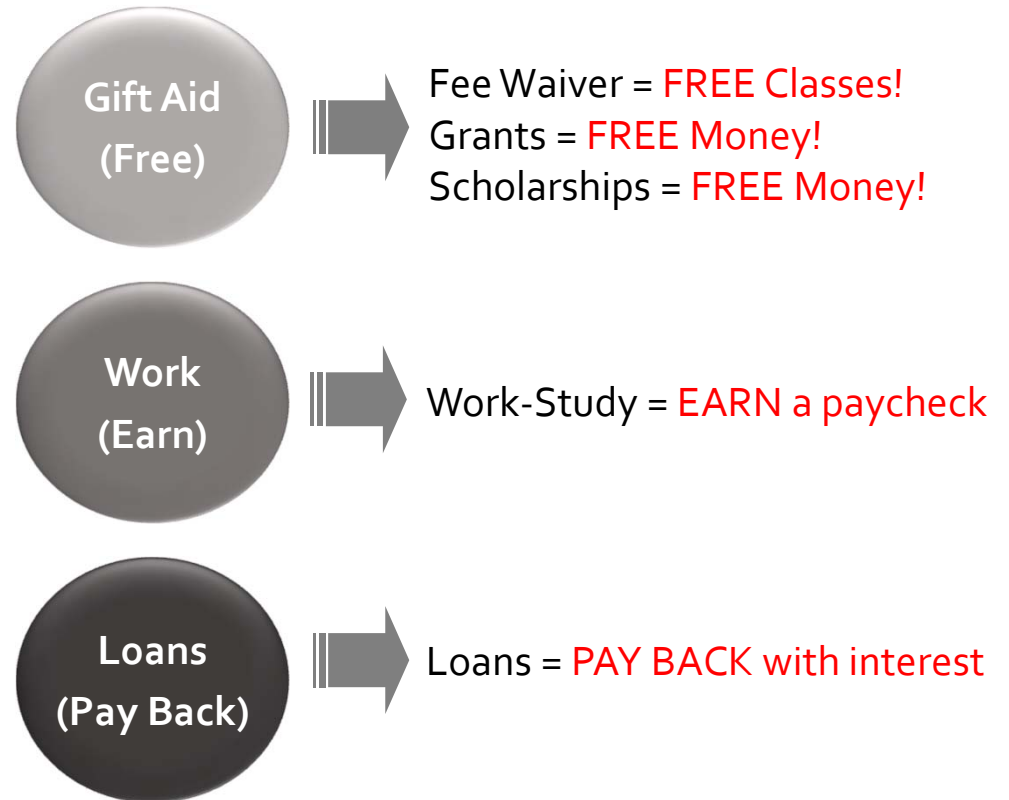 Gift Aid
(Free)
Fee Waiver = FREE Classes!
Grants = FREE Money!
Scholarships = FREE Money!
Work
(Earn)
Work-Study = EARN a paycheck
Loans
(Pay Back)
Loans = PAY BACK with interest